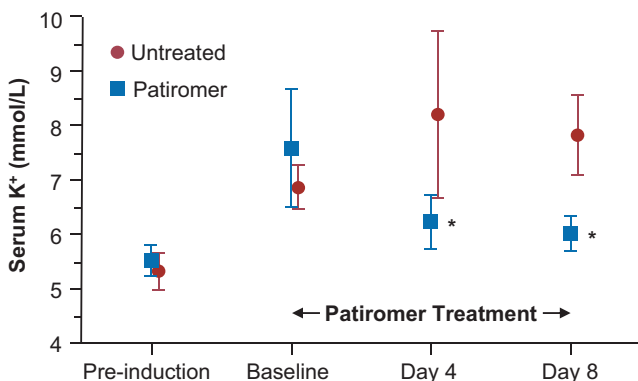 Serum K⁺ (mmol/L)
10
9
8
7
6
5
4
Untreated
Patiromer
*
*
Patiromer Treatment
Pre-induction
Baseline
Day 4
Day 8